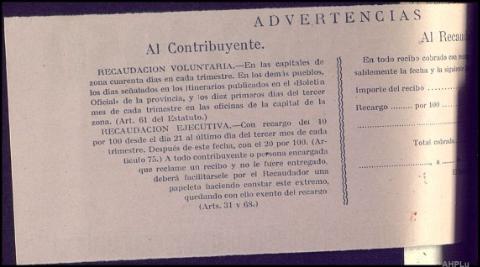 ADVERTENCIAS
Al Contribuyente.
RECAUDACION VOLUNTARIA.—En las capitales de
zona cuarenta días en cada trimestre. En los demás pueblos,
los días señalados en los itinerarios publicados en el «Boletín
Oficial» de la provincia, y los diez primeros días del tercer
mes de cada trimestre en las oficinas de la capital de la
zona. (Art. 61 del Estatuto.)
RECAUDACION EJECUTIVA.—Con recargo del 10
por 100 desde el día 21 al último día del tercer mes de cada
trimestre. Después de este fecha, con el 20 por 100. (Ar-
tículo 75.) A todo contribuyente o persona encargada
que reclame un recibo y no le fuere entregado,
deberá facilitársele por el Recaudador una
papeleta haciendo constar este extremo,
quedando con ello exento del recargo
(Arts. 31 y 68.)
Al Recau
En todo recibo cobrado con
sablemente la fecha y la siguiente
Importe del recibo
Recargo ........ por 100
Total cobrado
a
AHPLu